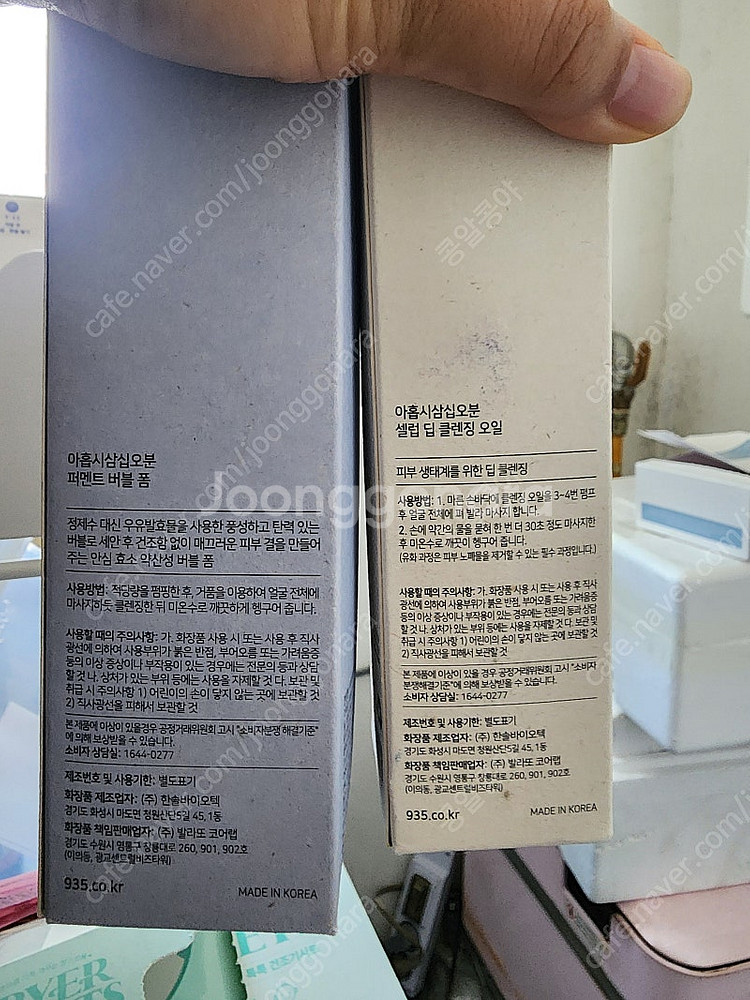 아홉시삼십오분
퍼멘트 버블 폼
정제수 대신 우유발효물을 사용한 풍성하고 탄력 있는
버블로 세안 후 건조함 없이 매끄러운 피부 결을 만들어
주는 안심 효소 약산성 버블 폼
사용방법: 적당량을 펌핑한 후, 거품을 이용하여 얼굴 전체에
마사지하듯 클렌징한 뒤 미온수로 깨끗하게 헹구어 줍니다.
사용할 때의 주의사항: 가. 화장품 사용 시 또는 사용 후 직사
광선에 의하여 사용부위가 붉은 반점, 부어오름 또는 가려움증
등의 이상 증상이나 부작용이 있는 경우에는 전문의 등과 상담
할 것 나. 상처가 있는 부위 등에는 사용을 자제할 것 다. 보관 및
취급 시 주의사항 1) 어린이의 손이 닿지 않는 곳에 보관할 것
2) 직사광선을 피해서 보관할 것
본 제품에 이상이 있을경우 공정거래위원회 고시 "소비자분쟁 해결기준"
에 의해 보상받을 수 있습니다.
소비자 상담실: 1644-0277
제조번호 및 사용기한: 별도표기
화장품 제조업자: (주) 한솔바이오텍
경기도 화성시 마도면 청원산단5길 45, 1동
화장품 책임판매업자: (주) 발라또 코어랩
경기도 수원시 영통구 창룡대로 260, 901, 902호
(이의동, 광교센트럴비즈타워)
935.co.kr
MADE IN KOREA
아홉시삼십오분
셀럽 딥 클렌징 오일
피부 생태계를 위한 딥 클렌징
사용방법: 1. 마른 손바닥에 클렌징 오일을 3~4번 펌프
후 얼굴 전체에 펴 발라 마사지 합니다.
2. 손에 약간의 물을 묻혀 한 번 더 30초 정도 마사지한
후 미온수로 깨끗이 헹구어 줍니다.
(유화 과정은 피부 노폐물을 제거할 수 있는 필수 과정입니다.)
사용할 때의 주의사항: 가. 화장품 사용 시 또는 사용 후 직사
광선에 의하여 사용부위가 붉은 반점, 부어오름 또는 가려움증
등의 이상 증상이나 부작용이 있는 경우에는 전문의 등과 상담
할 것 나. 상처가 있는 부위 등에는 사용을 자제할 것 다. 보관 및
취급 시 주의사항 1) 어린이의 손이 닿지 않는 곳에 보관할 것
2) 직사광선을 피해서 보관할 것
본 제품에 이상이 있을경우 공정거래위원회 고시 "소비자
분쟁해결기준"에 의해 보상받을 수 있습니다.
소비자 상담실: 1644-0277
제조번호 및 사용기한: 별도표기
화장품 제조업자: (주) 한솔바이오텍
경기도 화성시 마도면 청원산단5길 45, 1동
화장품 책임판매업자: (주) 발라또 코어랩
경기도 수원시 영통구 창룡대로 260, 901, 902호
(이의동, 광교센트럴비즈타워)
935.co.kr
MADE IN KOREA
Joonggonara
cafe.naver.com/joonggonara
콩알콩야